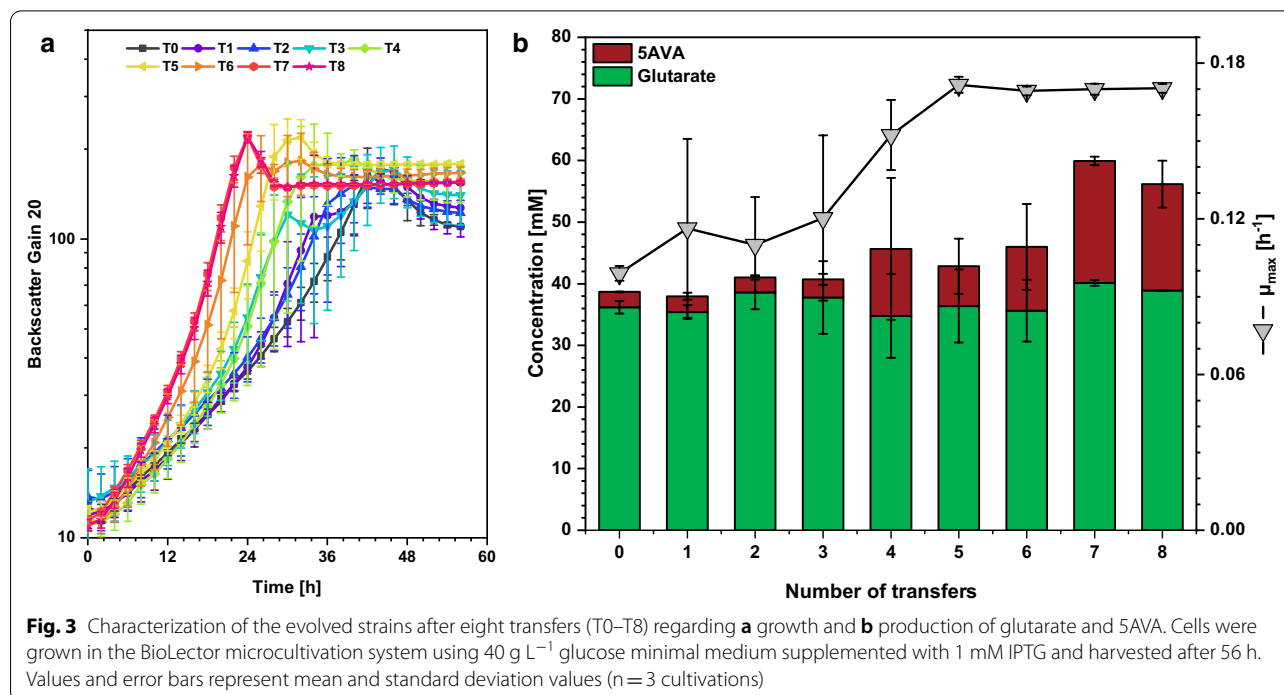 a
T0 T1 T2 T3 T4
T5 T6 T7 T8
Backscatter Gain 20
100
10
0 12 24 36 48 60
Time [h]
b
5AVA
Glutarate
Concentration [mM]
80
70
60
50
40
30
20
10
0
0 1 2 3 4 5 6 7 8
Number of transfers
0.18
0.12
0.06
0.00
μmax [h-1]
Fig. 3 Characterization of the evolved strains after eight transfers (T0–T8) regarding a growth and b production of glutarate and 5AVA. Cells were
grown in the BioLector microcultivation system using 40 g L−1 glucose minimal medium supplemented with 1 mM IPTG and harvested after 56 h.
Values and error bars represent mean and standard deviation values (n = 3 cultivations)